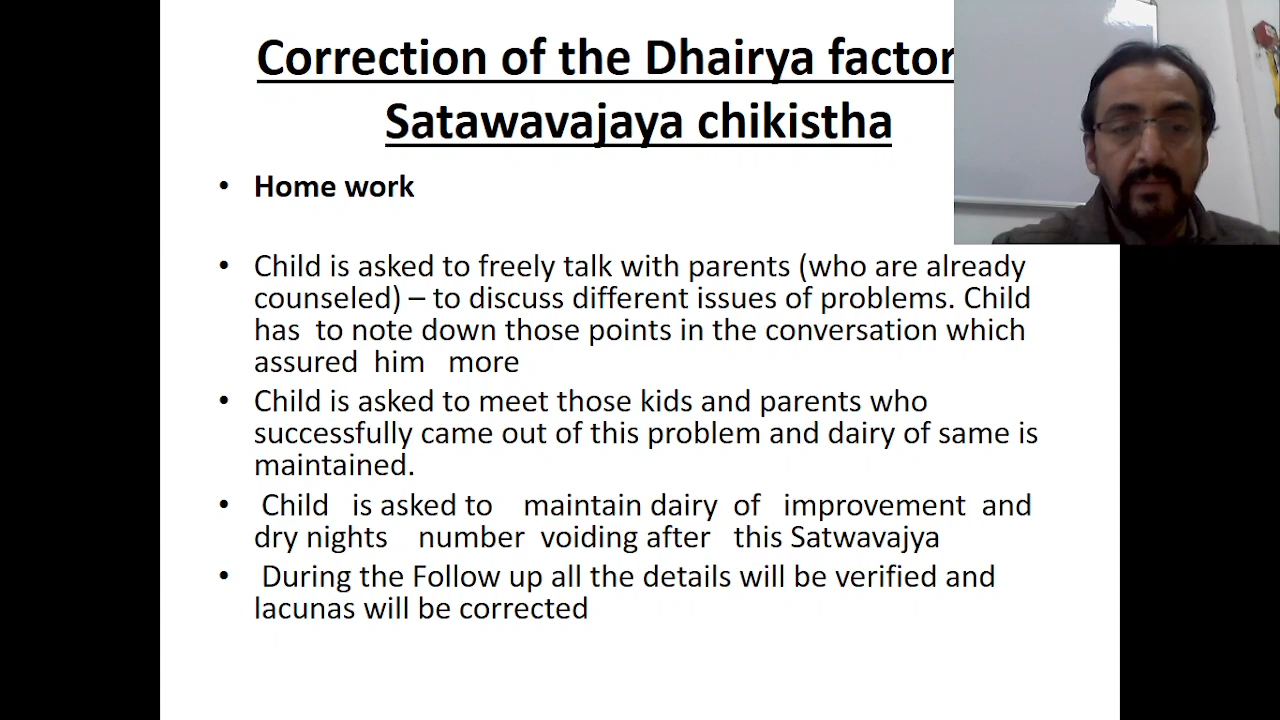 Correction of the Dhairya factor
Satawavajaya chikistha
• Home work
• Child is asked to freely talk with parents (who are already
counseled) – to discuss different issues of problems. Child
has to note down those points in the conversation which
assured him more
• Child is asked to meet those kids and parents who
successfully came out of this problem and dairy of same is
maintained.
• Child is asked to maintain dairy of improvement and
dry nights number voiding after this Satwavajya
• During the Follow up all the details will be verified and
lacunas will be corrected